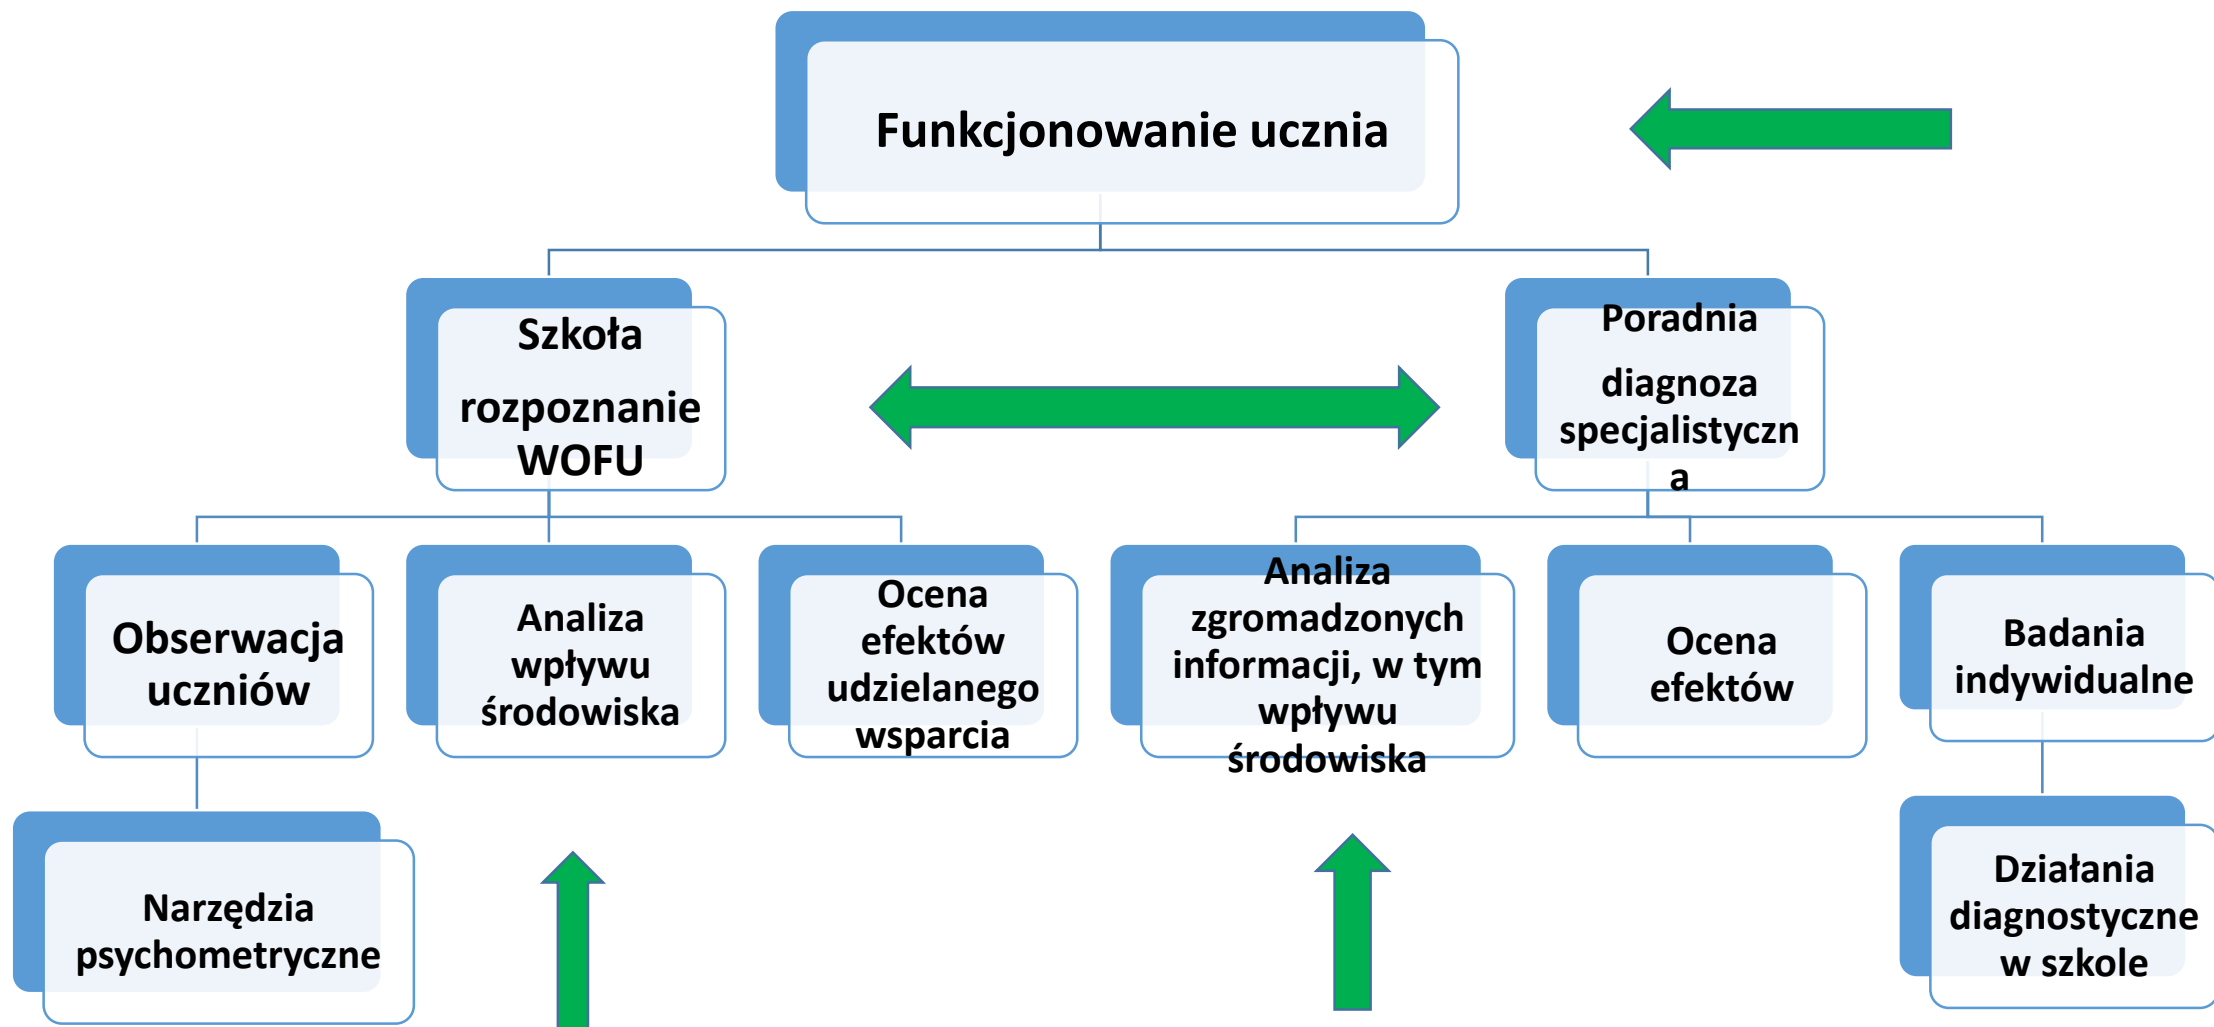 Funkcjonowanie ucznia
Szkoła
rozpoznanie
WOFU
Poradnia
diagnoza
specjalistyczn
a
Obserwacja
uczniów
Analiza
wpływu
środowiska
Ocena
efektów
udzielanego
wsparcia
Analiza
zgromadzonych
informacji, w tym
wpływu
środowiska
Ocena
efektów
Badania
indywidualne
Narzędzia
psychometryczne
Działania
diagnostyczne
w szkole